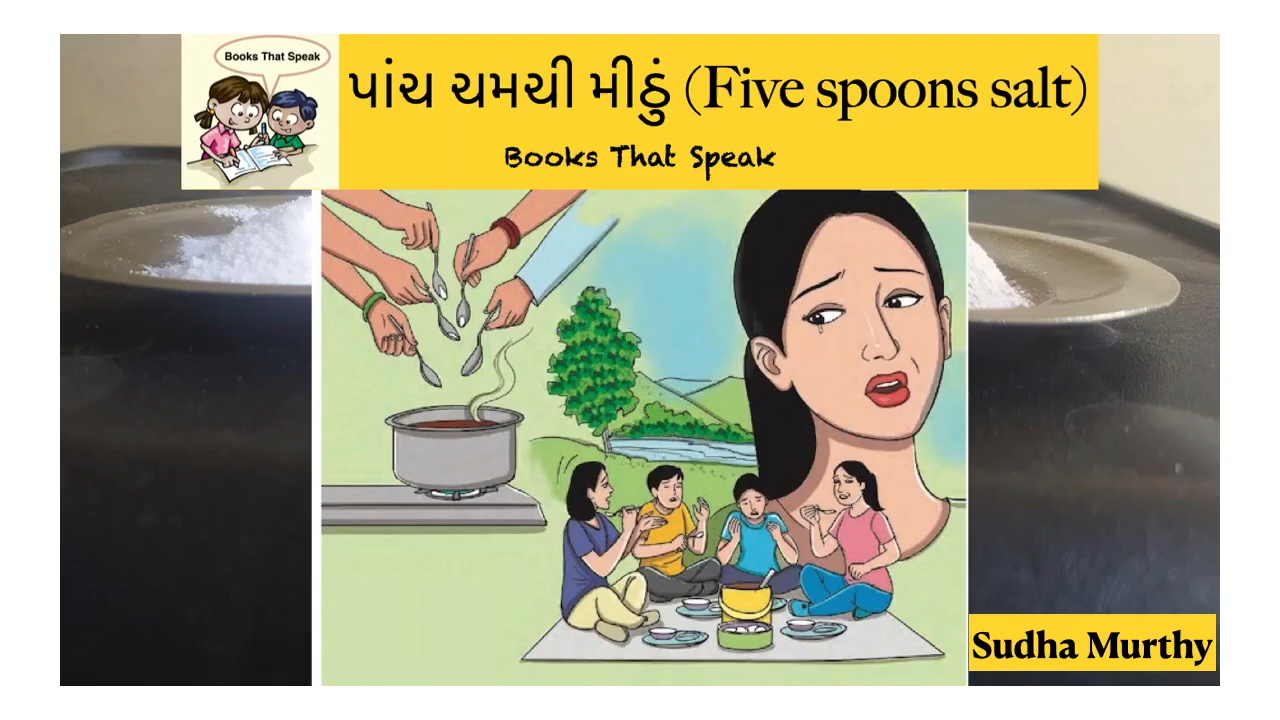 Books That Speak
પાંચ ચમચી મીઠું (Five spoons salt)
Books That Speak
Sudha Murthy